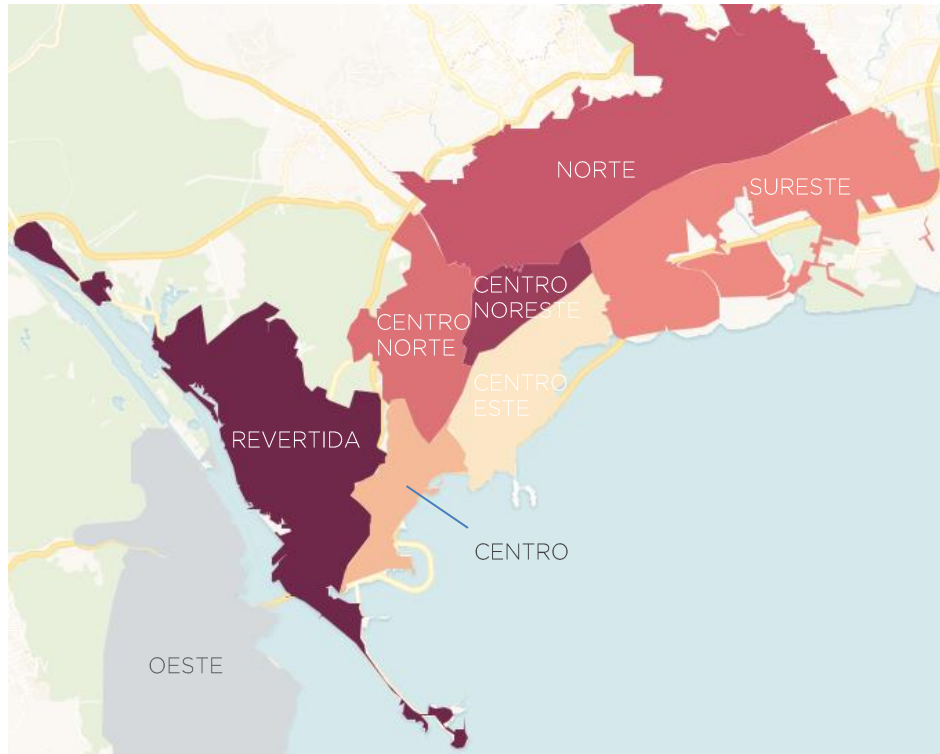 NORTE
SURESTE
CENTRO
NORESTE
CENTRO
NORTE
CENTRO
ESTE
REVERTIDA
CENTRO
OESTE